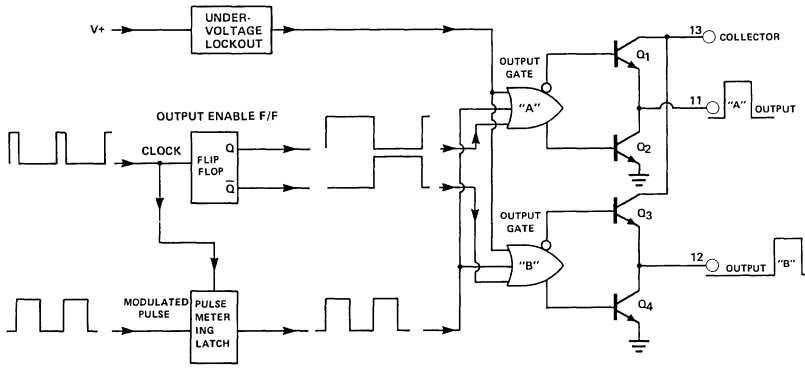 V+
UNDER-
VOLTAGE
LOCKOUT
13
COLLECTOR
OUTPUT
GATE
Q1
"A"
11
"A"
OUTPUT
OUTPUT ENABLE F/F
CLOCK
FLIP
FLOP
Q
Q̅
Q2
OUTPUT
GATE
Q3
"B"
12
OUTPUT
"B"
Q4
MODULATED
PULSE
PULSE
METER
ING
LATCH